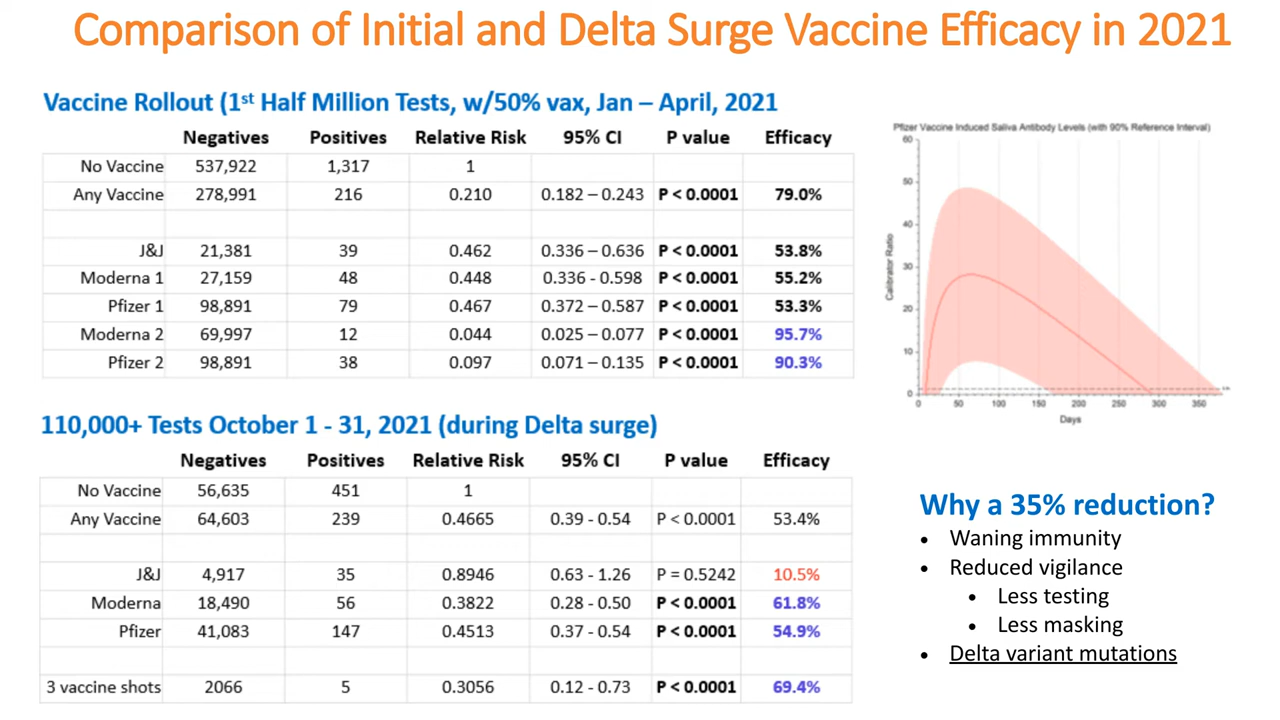 Comparison of Initial and Delta Surge Vaccine Efficacy in 2021
Vaccine Rollout (1st Half Million Tests, w/50% vax, Jan – April, 2021
Negatives Positives Relative Risk 95% CI P value Efficacy
No Vaccine 537,922 1,317 1
Any Vaccine 278,991 216 0.210 0.182 – 0.243 P < 0.0001 79.0%
J&J 21,381 39 0.462 0.336 – 0.636 P < 0.0001 53.8%
Moderna 1 27,159 48 0.448 0.336 - 0.598 P < 0.0001 55.2%
Pfizer 1 98,891 79 0.467 0.372 – 0.587 P < 0.0001 53.3%
Moderna 2 69,997 12 0.044 0.025 – 0.077 P < 0.0001 95.7%
Pfizer 2 98,891 38 0.097 0.071 – 0.135 P < 0.0001 90.3%
Pfizer Vaccine Induced Saliva Antibody Levels (with 90% Reference Interval)
60
50
40
30
20
10
0
Calibrator Ratio
0 50 100 150 200 250 300 350
Days
110,000+ Tests October 1 - 31, 2021 (during Delta surge)
Negatives Positives Relative Risk 95% CI P value Efficacy
No Vaccine 56,635 451 1
Any Vaccine 64,603 239 0.4665 0.39 - 0.54 P < 0.0001 53.4%
J&J 4,917 35 0.8946 0.63 - 1.26 P = 0.5242 10.5%
Moderna 18,490 56 0.3822 0.28 - 0.50 P < 0.0001 61.8%
Pfizer 41,083 147 0.4513 0.37 - 0.54 P < 0.0001 54.9%
3 vaccine shots 2066 5 0.3056 0.12 - 0.73 P < 0.0001 69.4%
Why a 35% reduction?
• Waning immunity
• Reduced vigilance
• Less testing
• Less masking
• Delta variant mutations